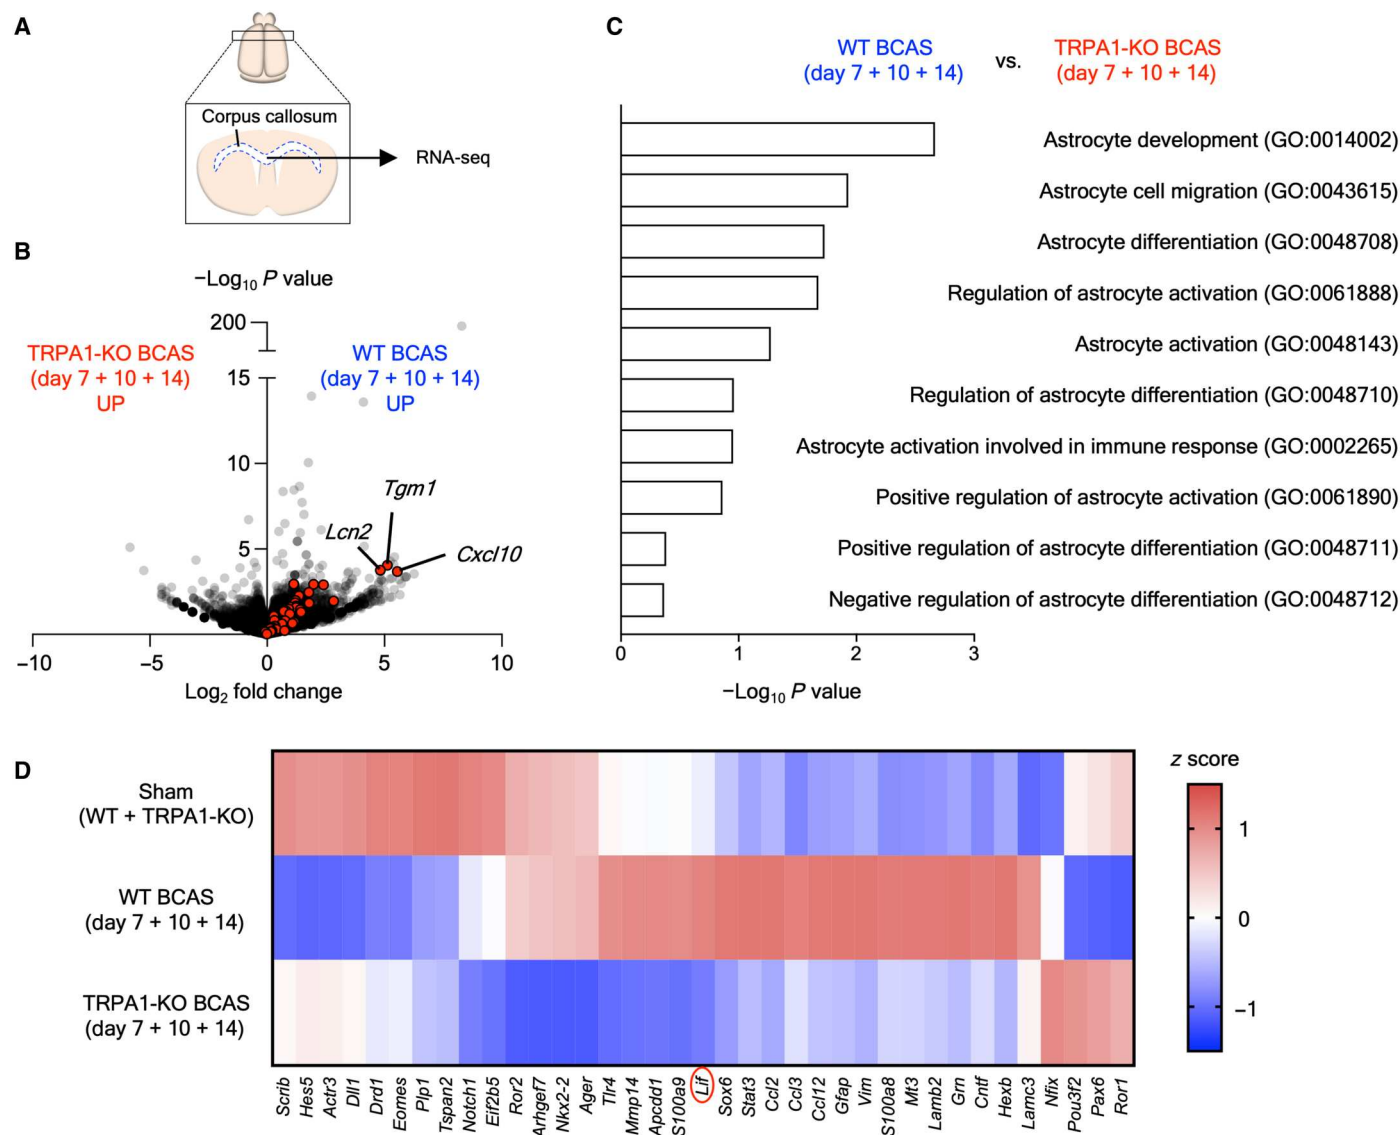 A
Corpus callosum
RNA-seq
B
−Log10 P value
200
15
10
5
TRPA1-KO BCAS
(day 7 + 10 + 14)
UP
WT BCAS
(day 7 + 10 + 14)
UP
Tgm1
Lcn2
Cxcl10
−10
−5
0
5
10
Log2 fold change
C
WT BCAS
(day 7 + 10 + 14)
vs.
TRPA1-KO BCAS
(day 7 + 10 + 14)
Astrocyte development (GO:0014002)
Astrocyte cell migration (GO:0043615)
Astrocyte differentiation (GO:0048708)
Regulation of astrocyte activation (GO:0061888)
Astrocyte activation (GO:0048143)
Regulation of astrocyte differentiation (GO:0048710)
Astrocyte activation involved in immune response (GO:0002265)
Positive regulation of astrocyte activation (GO:0061890)
Positive regulation of astrocyte differentiation (GO:0048711)
Negative regulation of astrocyte differentiation (GO:0048712)
0
1
2
3
−Log10 P value
D
Sham
(WT + TRPA1-KO)
WT BCAS
(day 7 + 10 + 14)
TRPA1-KO BCAS
(day 7 + 10 + 14)
Scrib
Hes5
Actr3
Dll1
Drd1
Eomes
Plp1
Tspan2
Notch1
Eif2b5
Ror2
Arhgef7
Nkx2-2
Ager
Tlr4
Mmp14
Apcdd1
S100a9
Lif
Sox6
Stat3
Ccl2
Ccl3
Ccl12
Gfap
Vim
S100a8
Mt3
Lamb2
Grn
Cntf
Hexb
Lamc3
Nfix
Pou3f2
Pax6
Ror1
z score
1
0
−1